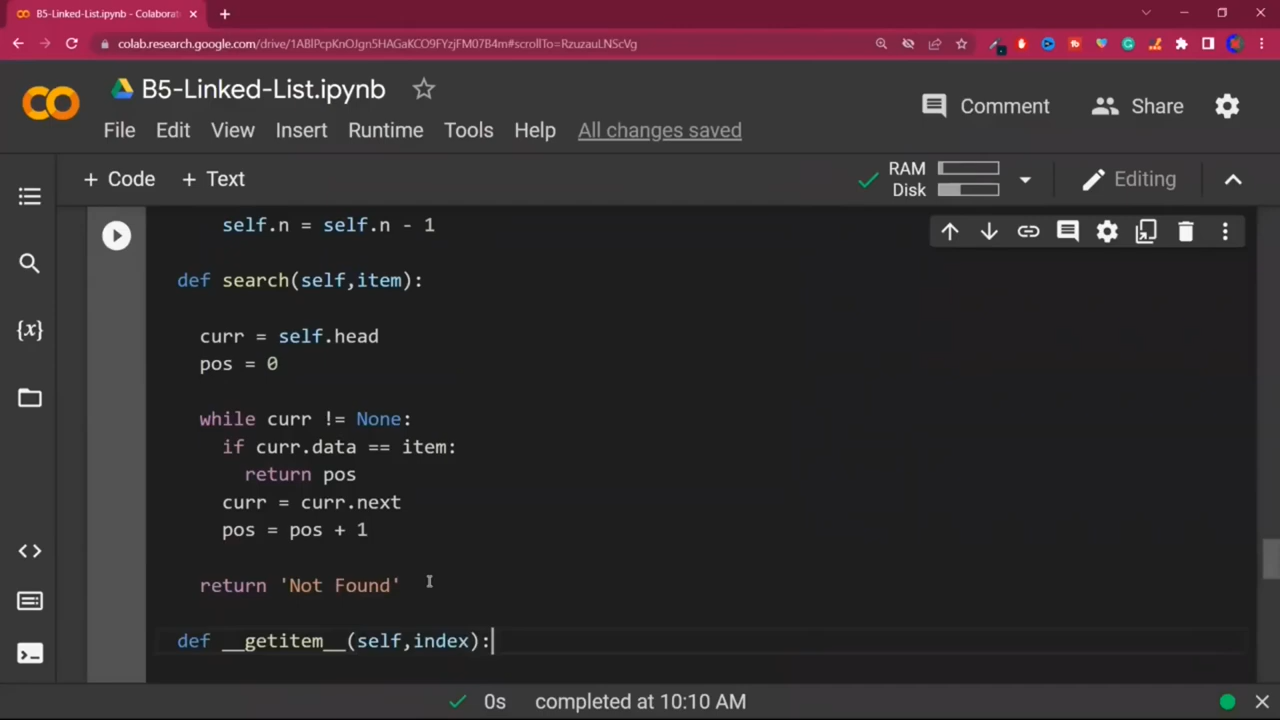 B5-Linked-List.ipynb - Colaborat
colab.research.google.com/drive/1ABlPcpKnOJgn5HAGaKCO9FYzjFM07B4m#scrollTo=RzuzauLNScVg
B5-Linked-List.ipynb
Comment
Share
File Edit View Insert Runtime Tools Help All changes saved
+ Code + Text
RAM
Disk
Editing
self.n = self.n - 1
def search(self,item):
curr = self.head
pos = 0
while curr != None:
if curr.data == item:
return pos
curr = curr.next
pos = pos + 1
return 'Not Found'
def __getitem__(self,index):
{x}
0s completed at 10:10 AM